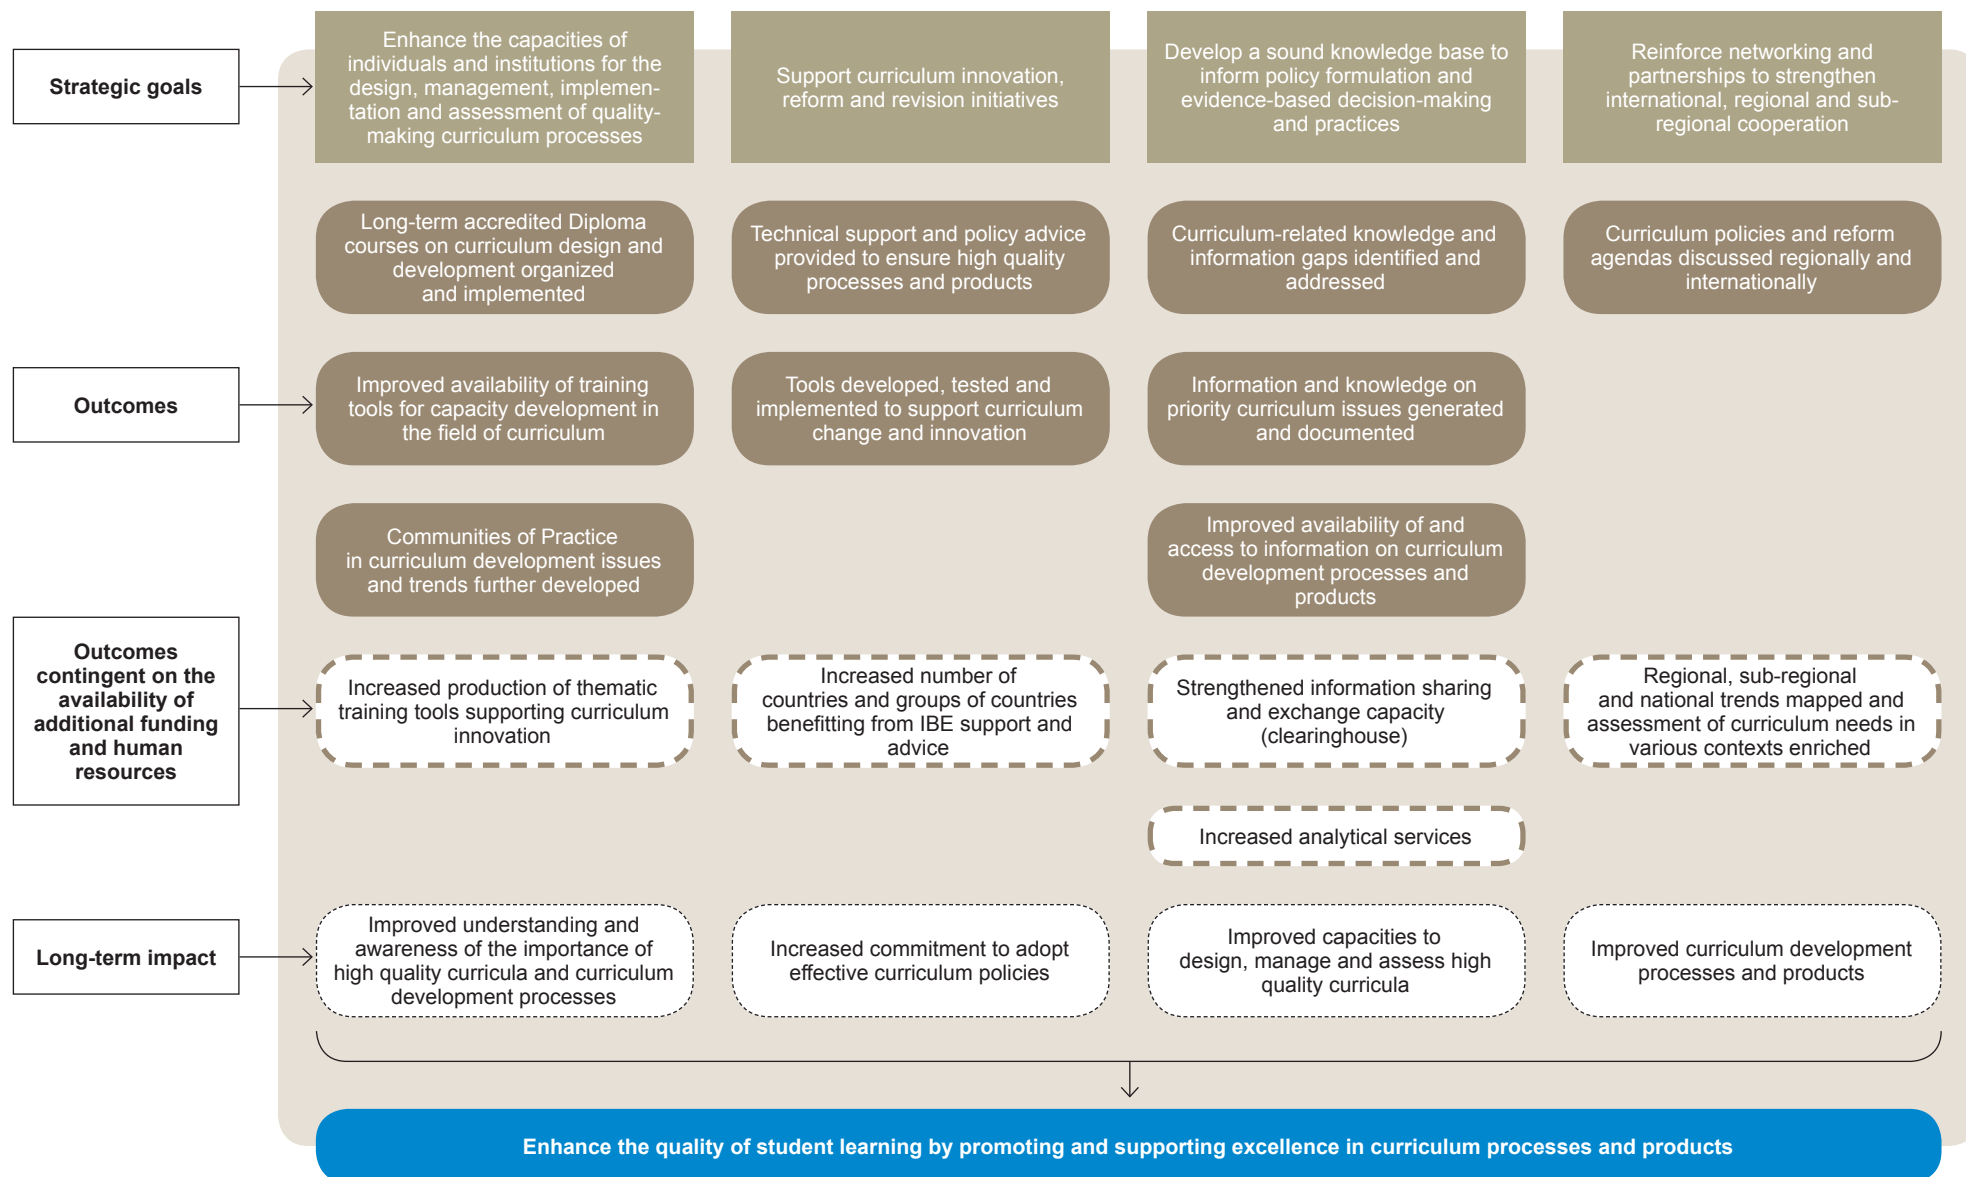 Strategic goals
Enhance the capacities of
individuals and institutions for the
design, management, implemen-
tation and assessment of quality-
making curriculum processes
Support curriculum innovation,
reform and revision initiatives
Develop a sound knowledge base to
inform policy formulation and
evidence-based decision-making
and practices
Reinforce networking and
partnerships to strengthen
international, regional and sub-
regional cooperation
Outcomes
Long-term accredited Diploma
courses on curriculum design and
development organized
and implemented
Technical support and policy advice
provided to ensure high quality
processes and products
Curriculum-related knowledge and
information gaps identified and
addressed
Curriculum policies and reform
agendas discussed regionally and
internationally
Improved availability of training
tools for capacity development in
the field of curriculum
Tools developed, tested and
implemented to support curriculum
change and innovation
Information and knowledge on
priority curriculum issues generated
and documented
Communities of Practice
in curriculum development issues
and trends further developed
Improved availability of and
access to information on curriculum
development processes and
products
Outcomes
contingent on the
availability of
additional funding
and human
resources
Increased production of thematic
training tools supporting curriculum
innovation
Increased number of
countries and groups of countries
benefitting from IBE support and
advice
Strengthened information sharing
and exchange capacity
(clearinghouse)
Regional, sub-regional
and national trends mapped and
assessment of curriculum needs in
various contexts enriched
Increased analytical services
Long-term impact
Improved understanding and
awareness of the importance of
high quality curricula and curriculum
development processes
Increased commitment to adopt
effective curriculum policies
Improved capacities to
design, manage and assess high
quality curricula
Improved curriculum development
processes and products
Enhance the quality of student learning by promoting and supporting excellence in curriculum processes and products